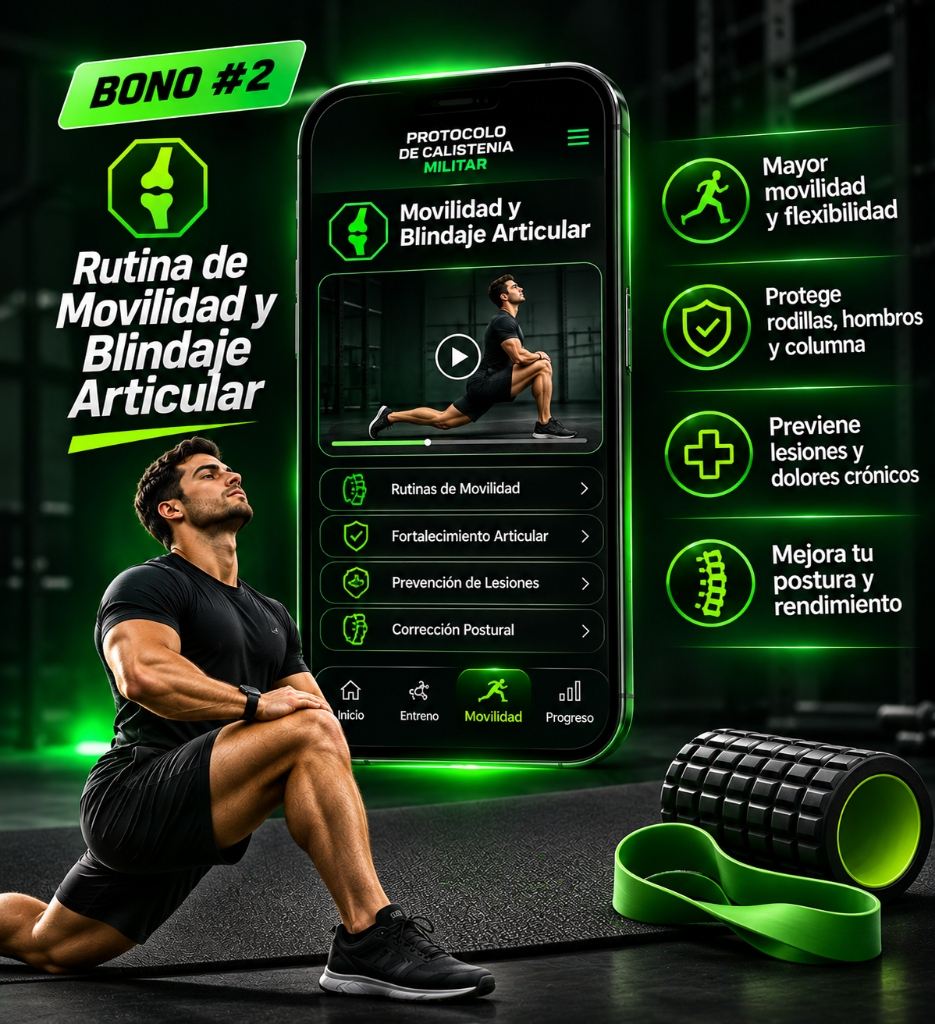 BONO #2
Rutina de
Movilidad y
Blindaje
Articular
PROTOCOLO
DE CALISTENIA
MILITAR
Movilidad y
Blindaje Articular
Rutinas de Movilidad
Fortalecimiento Articular
Prevención de Lesiones
Corrección Postural
Inicio
Entreno
Movilidad
Progreso
Mayor
movilidad
y flexibilidad
Protege
rodillas, hombros
y columna
Previene
lesiones y
dolores crónicos
Mejora tu
postura y
rendimiento